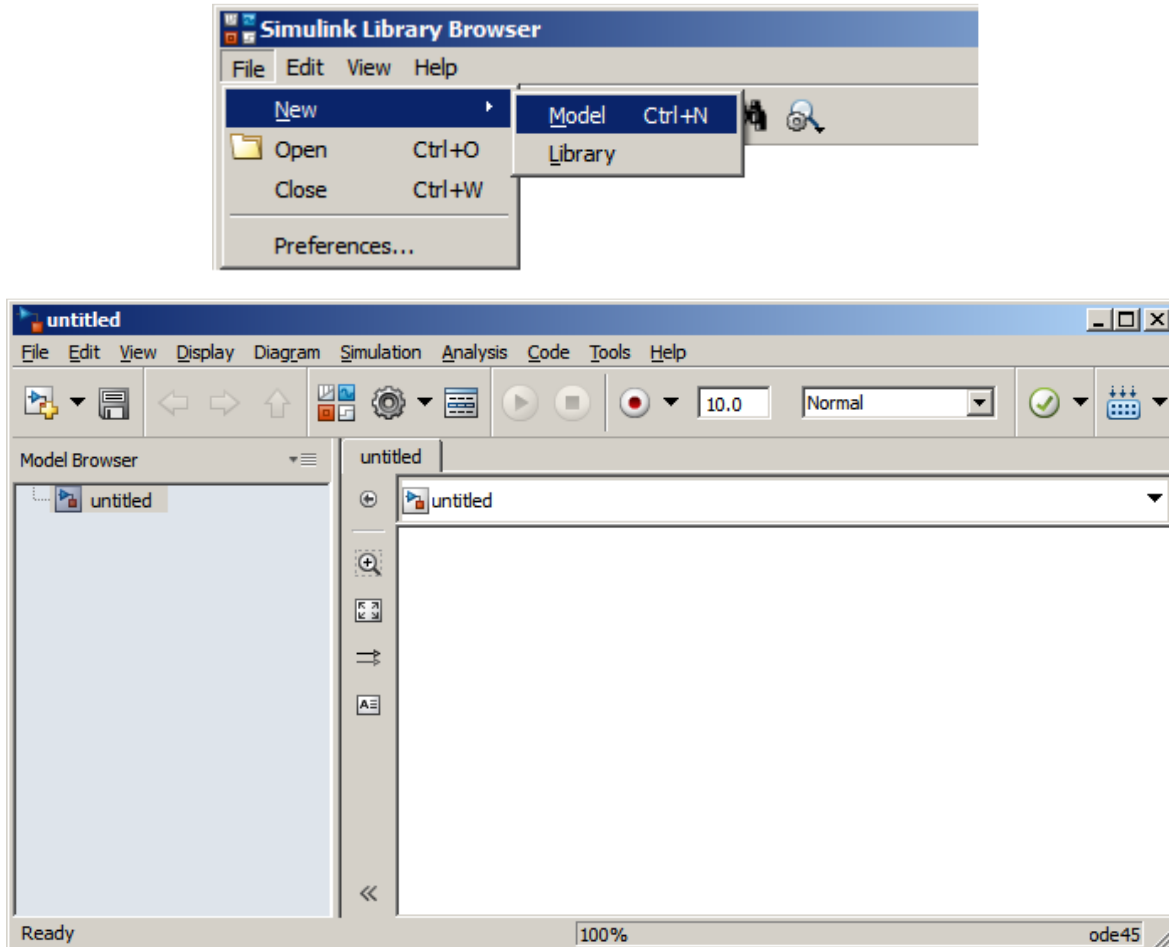 Simulink Library Browser
File Edit View Help
New
Model Ctrl+N
Open Ctrl+O
Library
Close Ctrl+W
Preferences...
untitled
File Edit View Display Diagram Simulation Analysis Code Tools Help
10.0 Normal
Model Browser
untitled
untitled
untitled
Ready 100% ode45